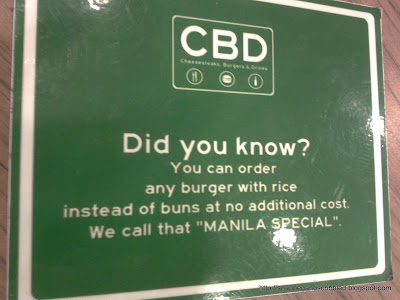 CBD
Cheesesteaks, Burgers & Drinks
Did you know?
You can order
any burger with rice
instead of buns at no additional cost.
We call that "MANILA SPECIAL".